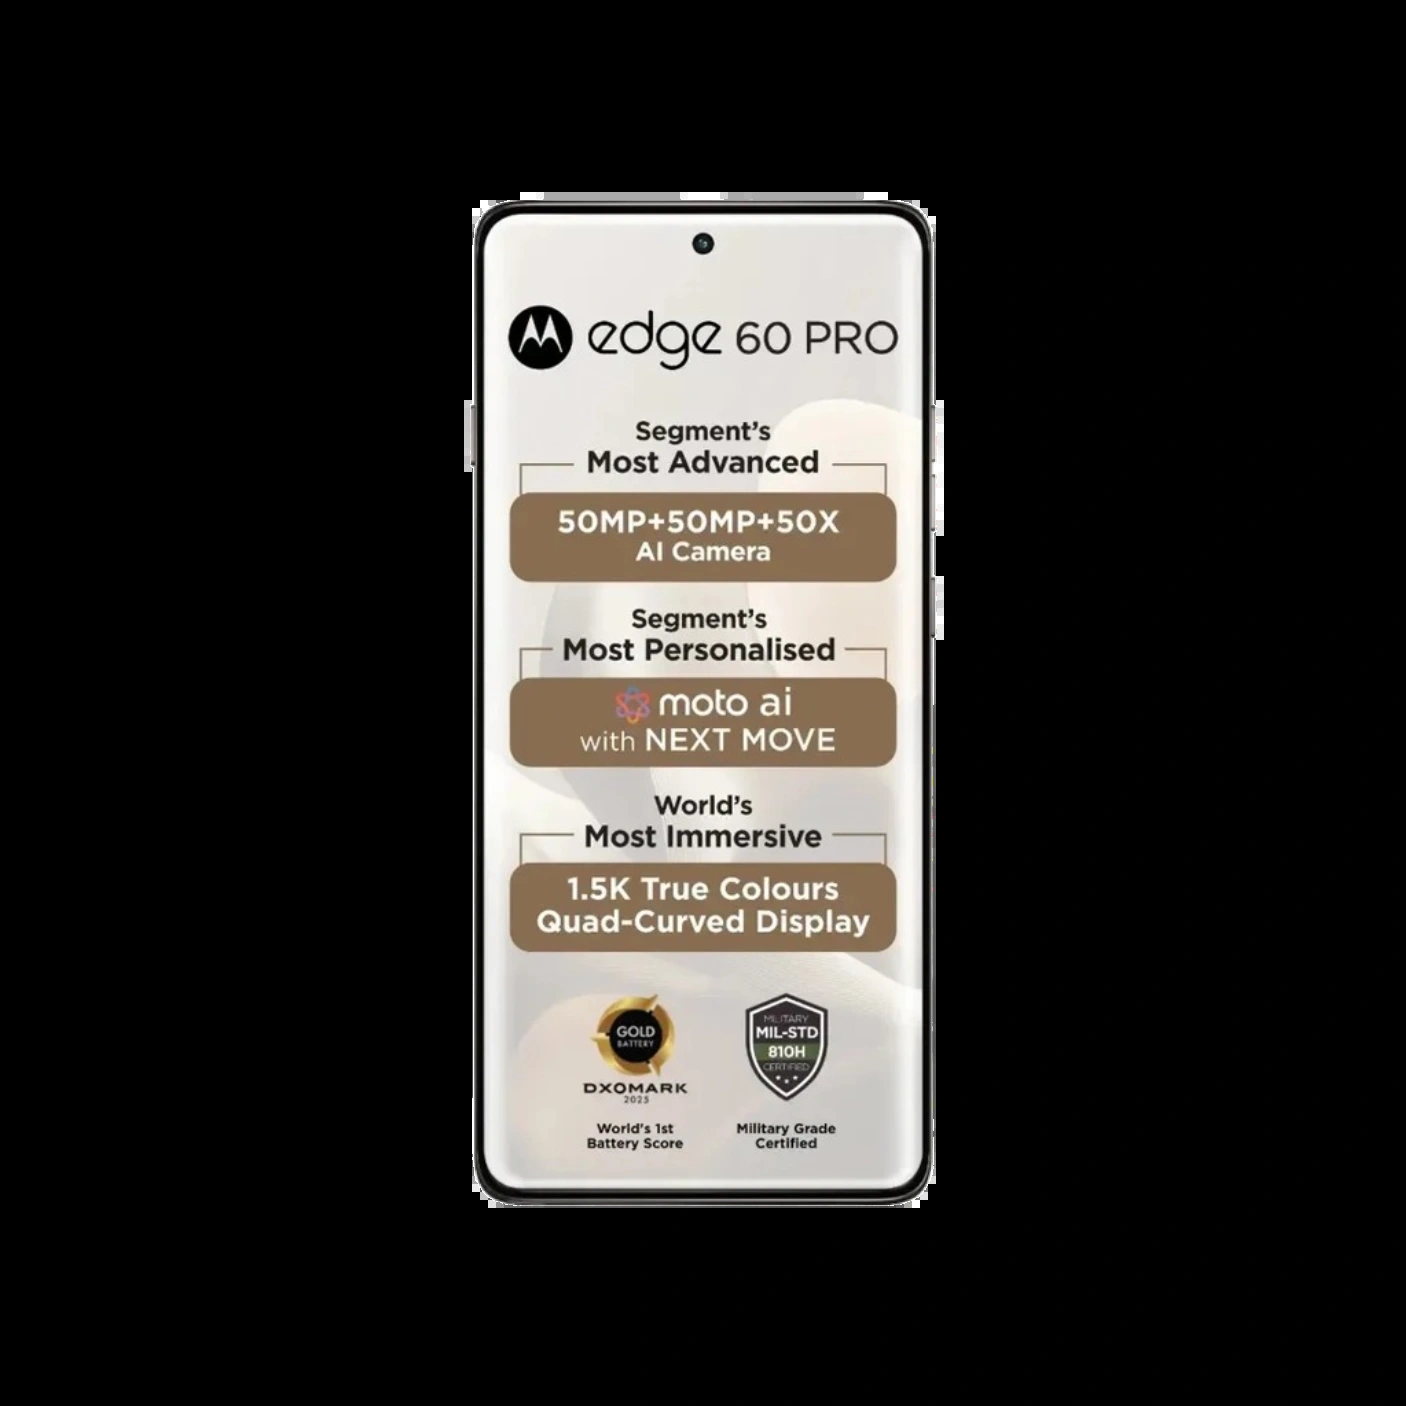 edge 60 PRO
Segment's
Most Advanced
50MP+50MP+50X
AI Camera
Segment's
Most Personalised
moto ai
with NEXT MOVE
World's
Most Immersive
1.5K True Colours
Quad-Curved Display
GOLD
BATTERY
DXOMARK
2025
World's 1st
Battery Score
MILITARY
MIL-STD
810H
CERTIFIED
Military Grade
Certified